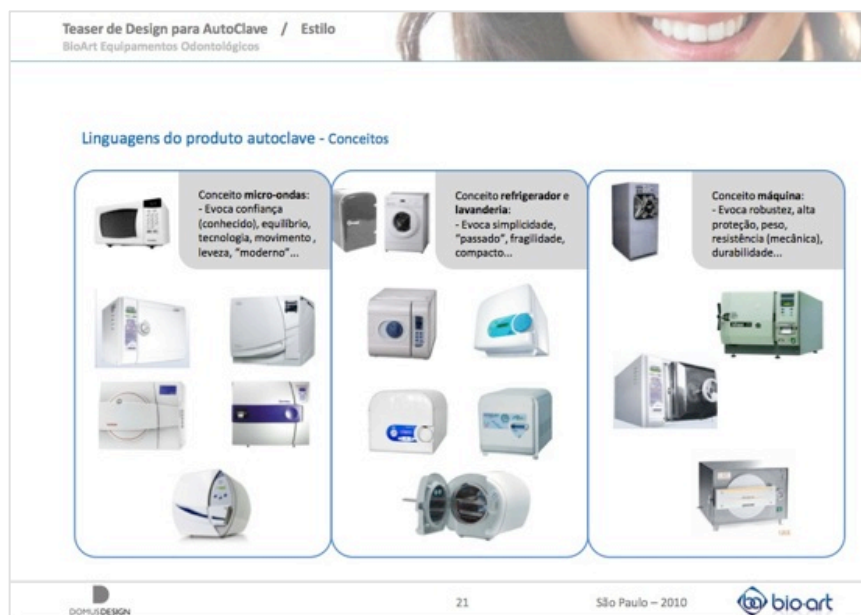 Teaser de Design para AutoClave / Estilo
BioArt Equipamentos Odontológicos
Linguagens do produto autoclave - Conceitos
Conceito micro-ondas:
- Evoca confiança
(conhecido), equilíbrio,
tecnologia, movimento ,
leveza, “moderno”...
Conceito refrigerador e
lavanderia:
- Evoca simplicidade,
“passado”, fragilidade,
compacto...
Conceito máquina:
- Evoca robustez, alta
proteção, peso,
resistência (mecânica),
durabilidade...
DOMUSDESIGN
21
São Paulo – 2010
bio-art